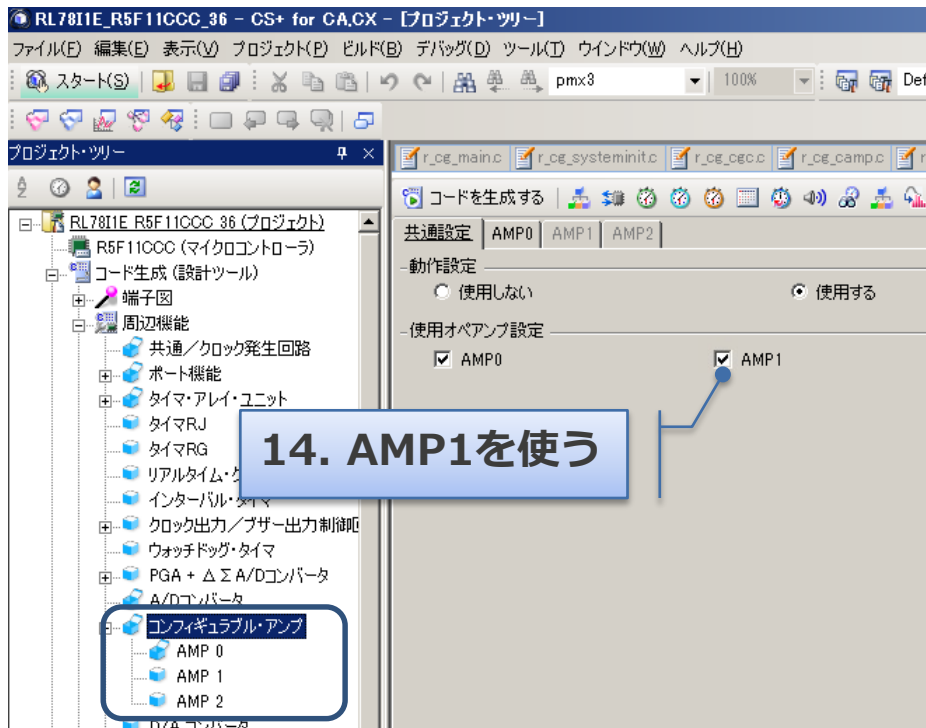 RL78I1E_R5F11CCC_36 - CS+ for CA,CX - [プロジェクト・ツリー]
ファイル(F) 編集(E) 表示(V) プロジェクト(P) ビルド(B) デバッグ(D) ツール(T) ウインドウ(W) ヘルプ(H)
スタート(S) pmx3 100% Def
プロジェクト・ツリー
r_cg_main.c r_cg_systeminit.c r_cg_cgc.c r_cg_camp.c r
コードを生成する
RL78I1E_R5F11CCC_36 (プロジェクト)
R5F11CCC (マイクロコントローラ)
コード生成 (設計ツール)
端子図
周辺機能
共通／クロック発生回路
ポート機能
タイマ・アレイ・ユニット
タイマRJ
タイマRG
リアルタイム・
インターバル・タイマ
クロック出力／ブザー出力制御
ウォッチドッグ・タイマ
PGA + ΔΣA/Dコンバータ
A/Dコンバータ
コンフィギュラブル・アンプ
AMP 0
AMP 1
AMP 2
D/A コンバータ
共通設定 AMP0 AMP1 AMP2
動作設定
使用しない 使用する
使用オペアンプ設定
AMP0 AMP1
14. AMP1を使う